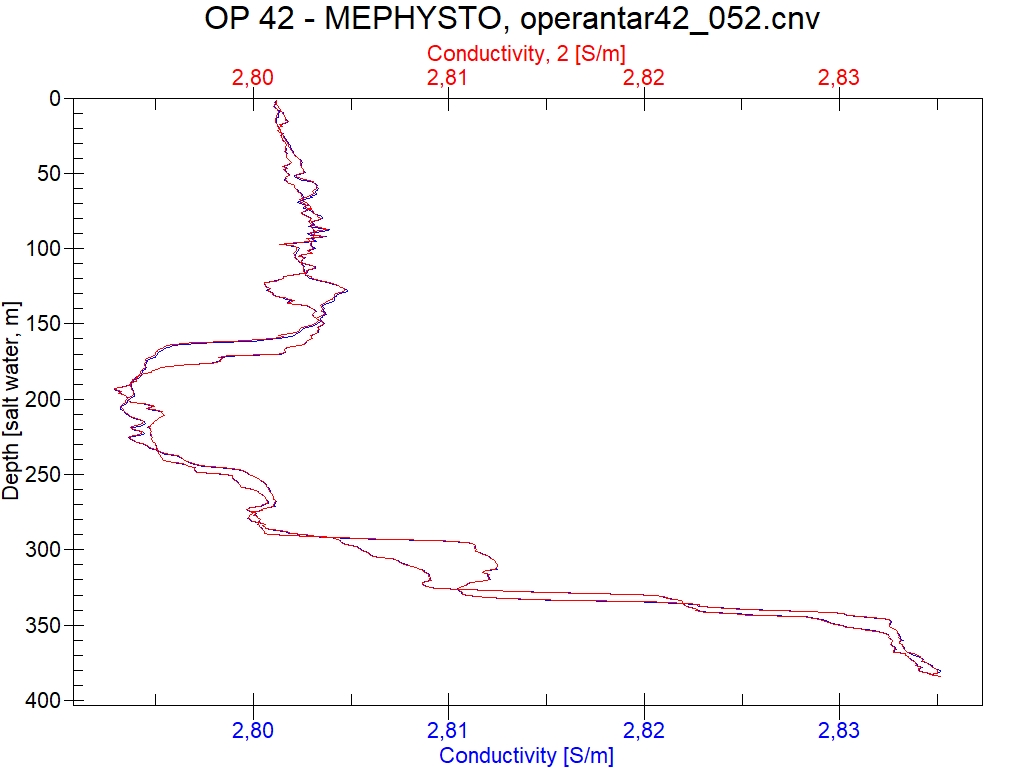 OP 42 - MEPHYSTO, operantar42_052.cnv
Conductivity, 2 [S/m]
2,80 2,81 2,82 2,83
0
50
100
150
200
250
300
350
400
Depth [salt water, m]
2,80 2,81 2,82 2,83
Conductivity [S/m]